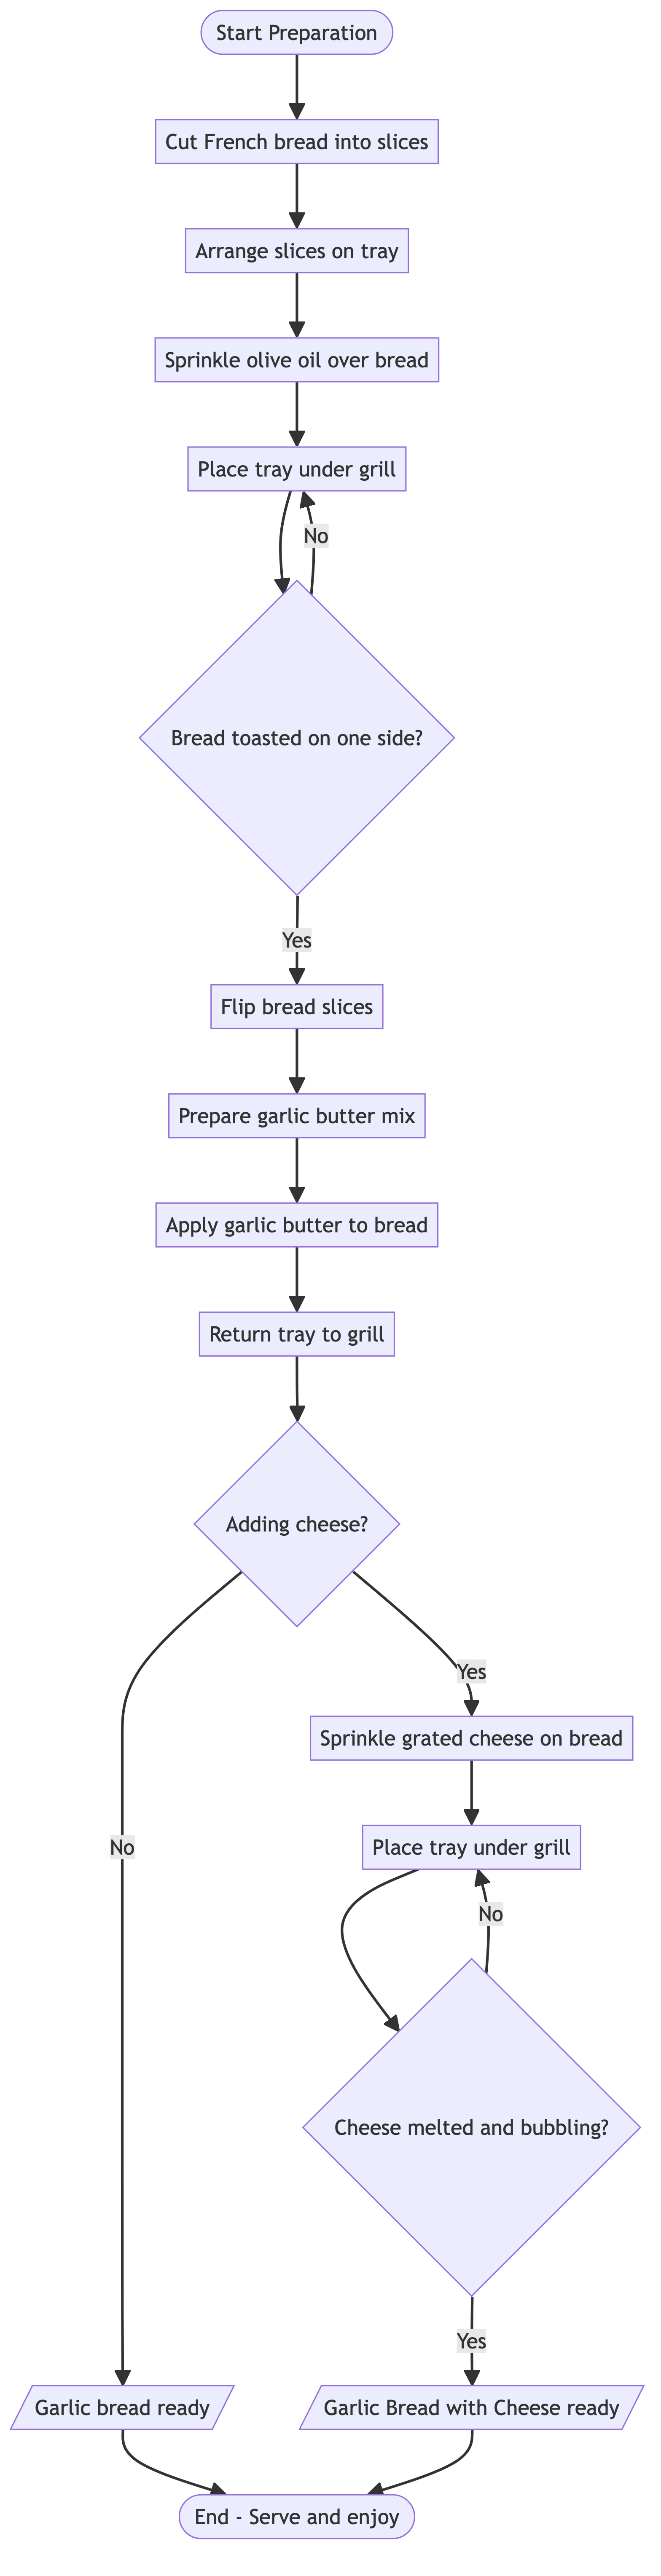 Start Preparation
Cut French bread into slices
Arrange slices on tray
Sprinkle olive oil over bread
Place tray under grill
No
Bread toasted on one side?
Yes
Flip bread slices
Prepare garlic butter mix
Apply garlic butter to bread
Return tray to grill
Adding cheese?
Yes
Sprinkle grated cheese on bread
No
Place tray under grill
No
Cheese melted and bubbling?
Yes
Garlic bread ready
Garlic Bread with Cheese ready
End - Serve and enjoy